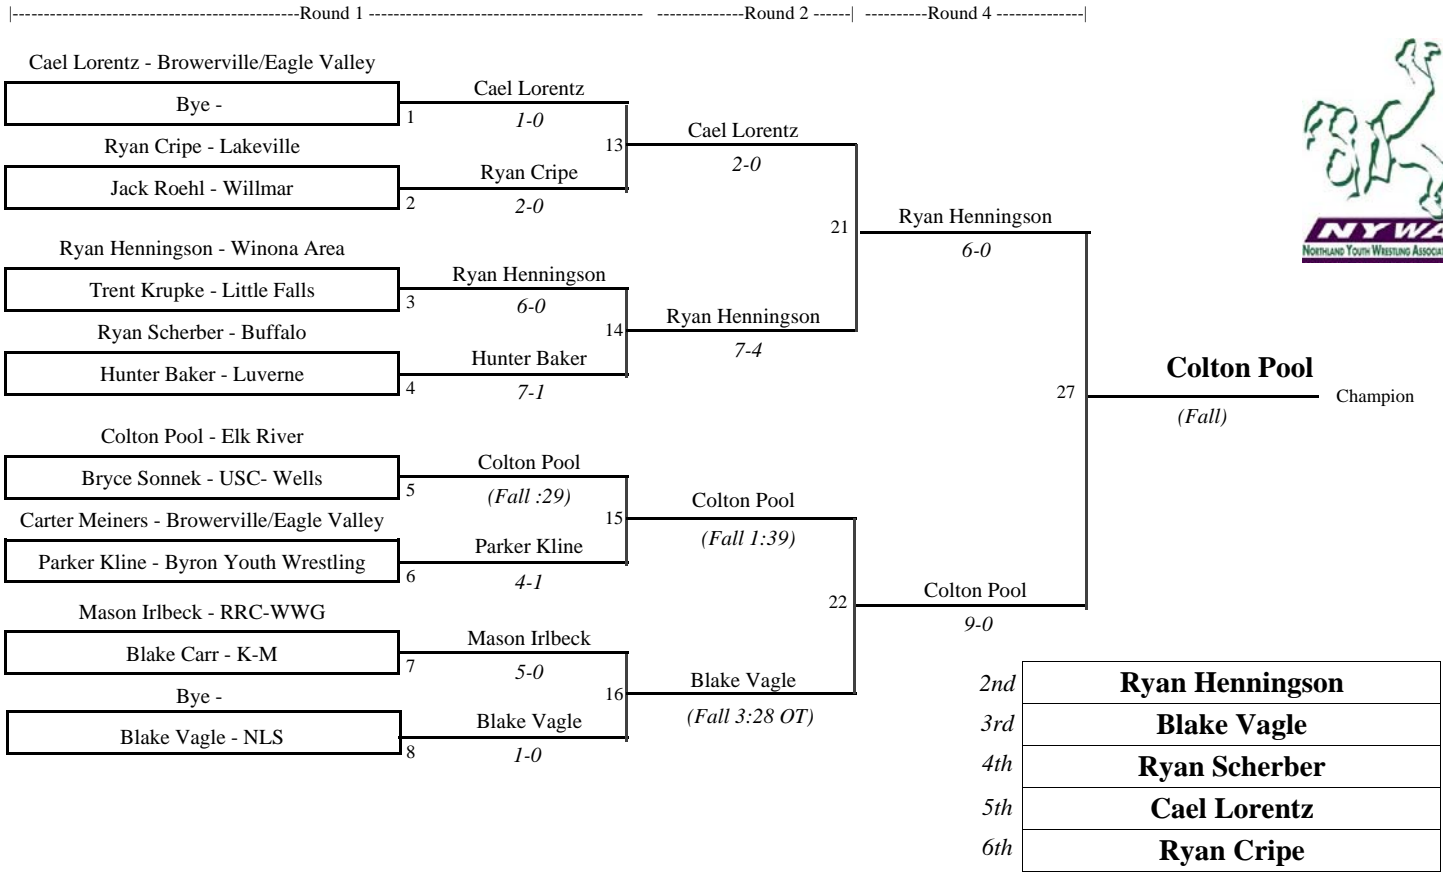 |----------------------------------------------Round 1 -------------------------------------------- --------------Round 2 ------| ----------Round 4 --------------|
Cael Lorentz - Browerville/Eagle Valley
Bye -
1
Cael Lorentz
1-0
Ryan Cripe - Lakeville
Jack Roehl - Willmar
2
Ryan Cripe
2-0
13
Cael Lorentz
2-0
Ryan Henningson - Winona Area
Trent Krupke - Little Falls
3
Ryan Henningson
6-0
Ryan Scherber - Buffalo
Hunter Baker - Luverne
4
Hunter Baker
7-1
14
Ryan Henningson
7-4
21
Ryan Henningson
6-0
Colton Pool - Elk River
Bryce Sonnek - USC- Wells
5
Colton Pool
(Fall :29)
Carter Meiners - Browerville/Eagle Valley
Parker Kline - Byron Youth Wrestling
6
Parker Kline
4-1
15
Colton Pool
(Fall 1:39)
Mason Irlbeck - RRC-WWG
Blake Carr - K-M
7
Mason Irlbeck
5-0
Bye -
Blake Vagle - NLS
8
Blake Vagle
1-0
16
Blake Vagle
(Fall 3:28 OT)
22
Colton Pool
9-0
27
Colton Pool
(Fall)
Champion
NYWA
NORTHLAND YOUTH WRESTLING
2nd Ryan Henningson
3rd Blake Vagle
4th Ryan Scherber
5th Cael Lorentz
6th Ryan Cripe